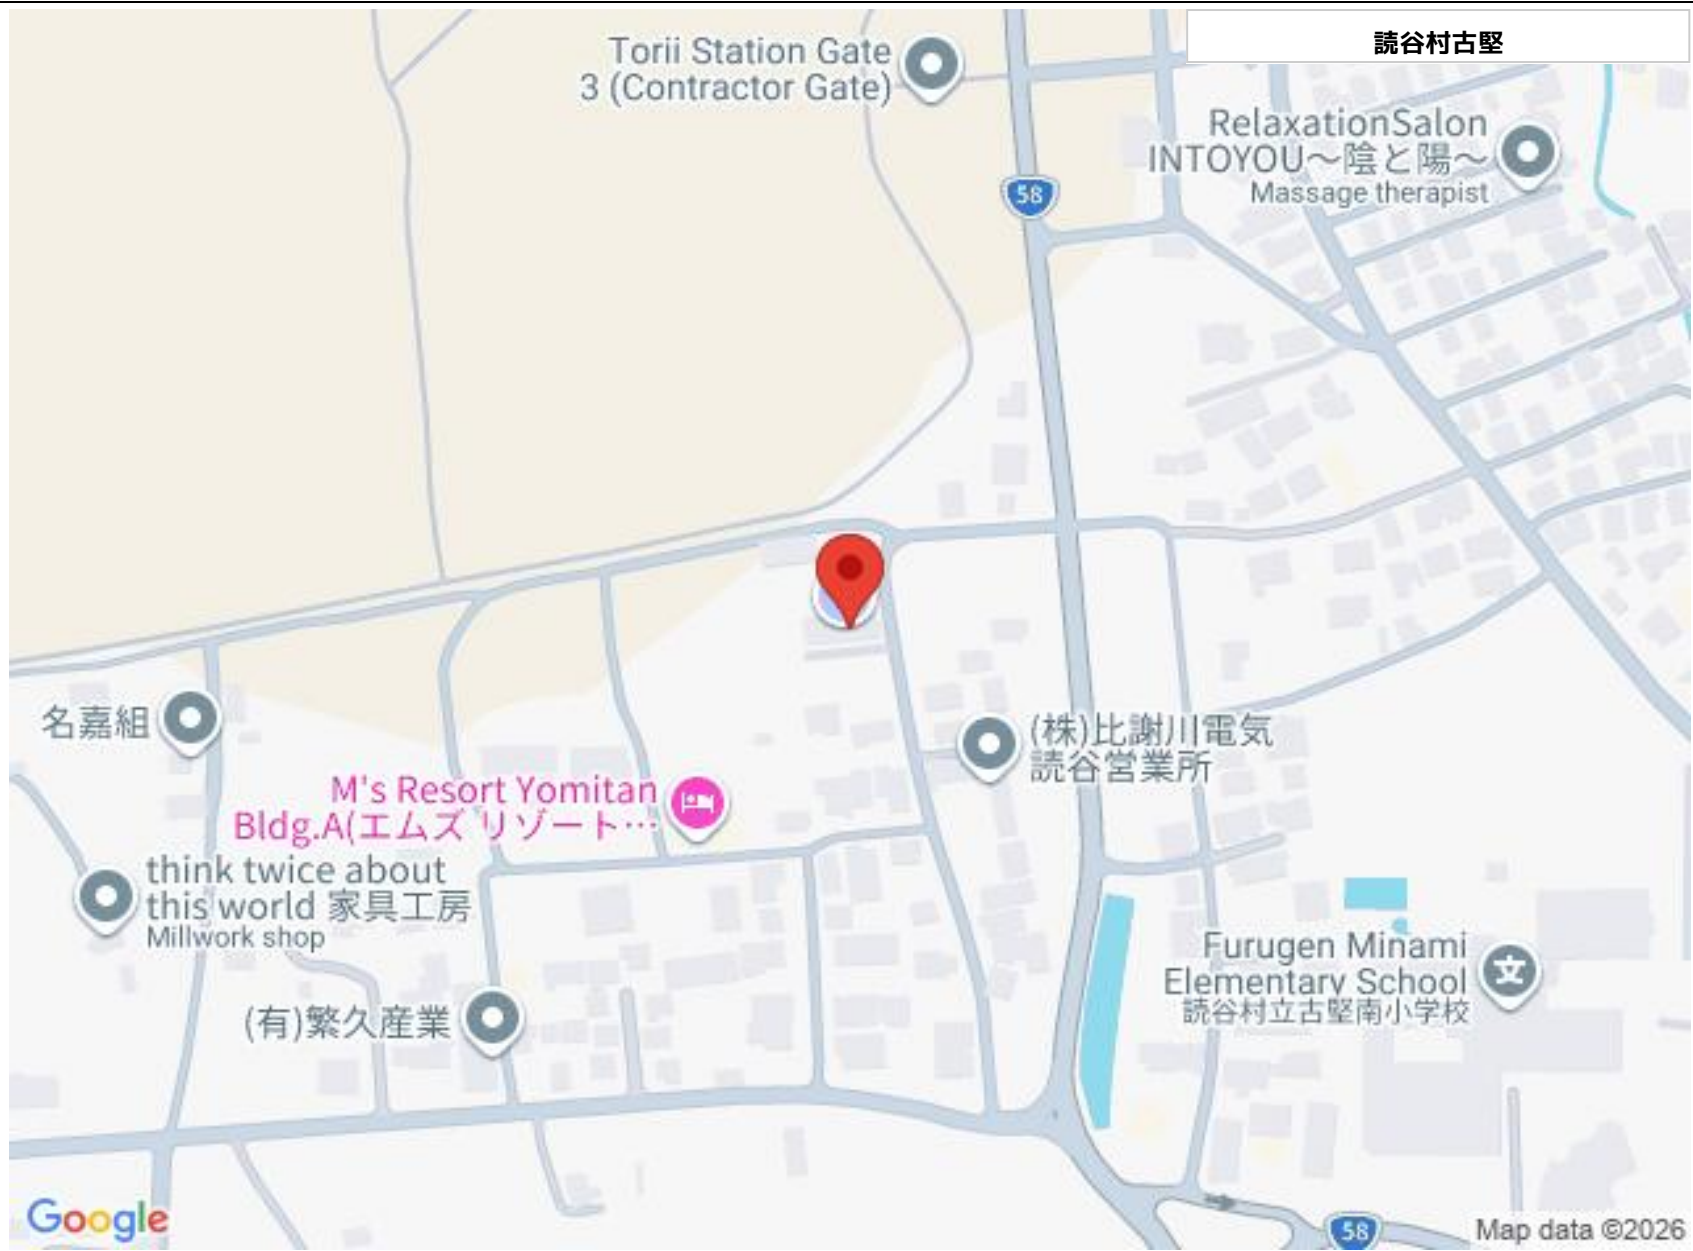 読谷村古堅
Torii Station Gate
3 (Contractor Gate)
58
RelaxationSalon
INTOYOU～陰と陽～
Massage therapist
名嘉組
(株)比謝川電気
読谷営業所
M's Resort Yomitan
Bldg.A(エムズ リゾート…
think twice about
this world 家具工房
Millwork shop
(有)繁久産業
Furugen Minami
Elementary School
読谷村立古堅南小学校
文
58
Google
Map data ©2026